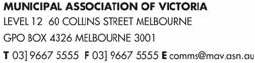 MUNICIPAL ASSOCIATION OF VICTORIA
LEVEL 12 60 COLLINS STREET MELBOURNE
GPO BOX 4326 MELBOURNE 3001
T 03] 9667 5555 F 03] 9667 5555 E comms@mav.asn.au